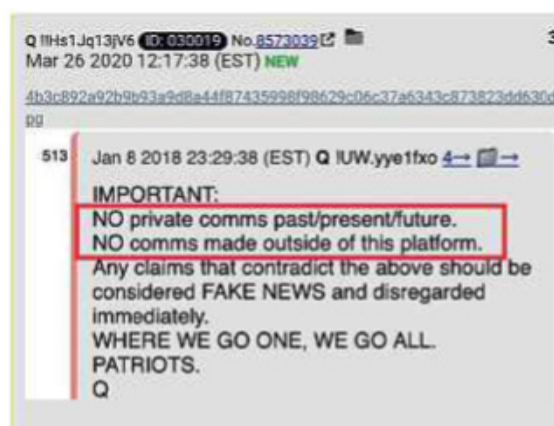 Q !!Hs1Jq13jV6 ID: 030019 No.8573039
Mar 26 2020 12:17:38 (EST) NEW
513 Jan 8 2018 23:29:38 (EST) Q !UW.yye1fxo 4→ →
IMPORTANT:
NO private comms past/present/future.
NO comms made outside of this platform.
Any claims that contradict the above should be
considered FAKE NEWS and disregarded
immediately.
WHERE WE GO ONE, WE GO ALL.
PATRIOTS.
Q